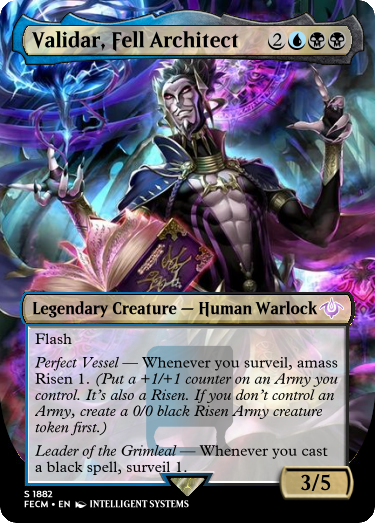 Validar, Fell Architect 2
Legendary Creature — Human Warlock
Flash
Perfect Vessel — Whenever you surveil, amass
Risen 1. (Put a +1/+1 counter on an Army you
control. It's also a Risen. If you don't control an
Army, create a 0/0 black Risen Army creature
token first.)
Leader of the Grimleal — Whenever you cast
a black spell, surveil 1.
3/5
S 1882
FECM • EN INTELLIGENT SYSTEMS